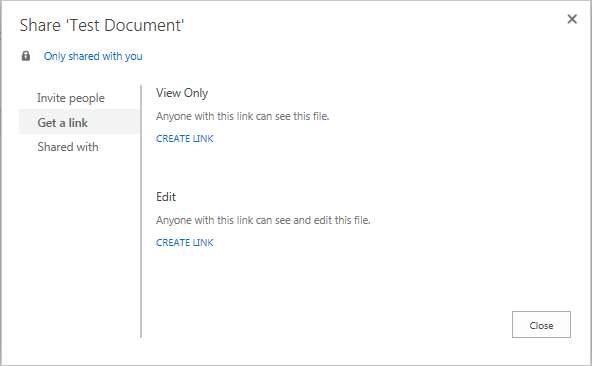 Share 'Test Document'
Only shared with you
Invite people
Get a link
Shared with
View Only
Anyone with this link can see this file.
CREATE LINK
Edit
Anyone with this link can see and edit this file.
CREATE LINK
Close